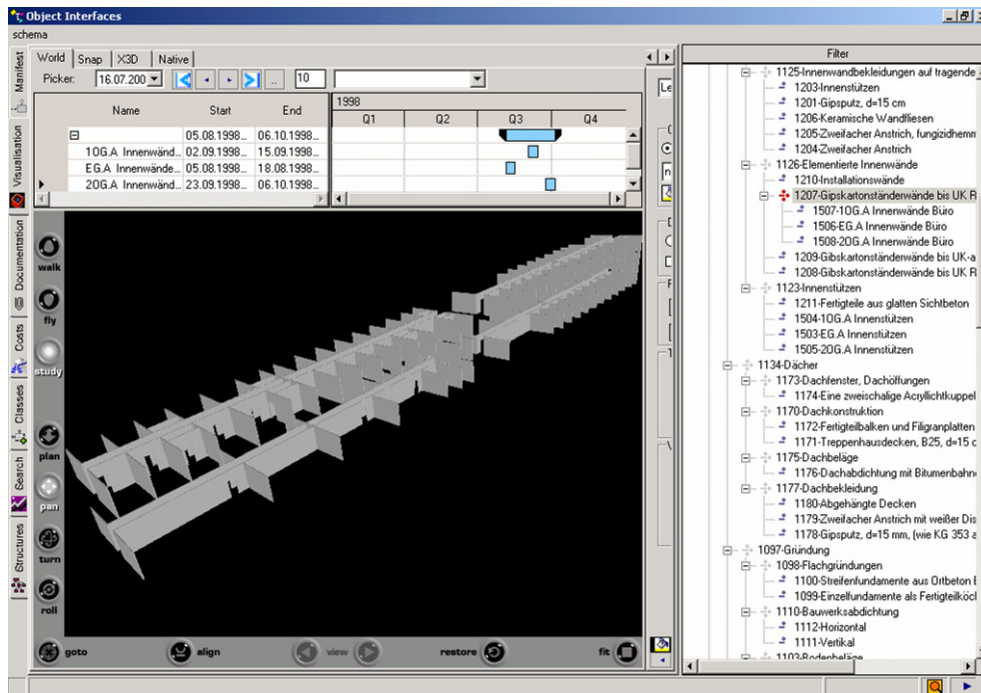 Object Interfaces
schema
World Snap X3D Native
Picker: 16.07.200 .. 10
Name Start End
1998
Q1 Q2 Q3 Q4
05.08.1998... 06.10.1998...
1OG.A Innenwänd... 02.09.1998... 15.09.1998...
EG.A Innenwände... 05.08.1998... 18.08.1998...
2OG.A Innenwänd... 23.09.1998... 06.10.1998...
Manifest
Visualisation
Documentation
Costs
Classes
Search
Structures
walk
fly
study
plan
pan
turn
roll
goto align view restore fit
Le
Filter
1125-Innenwandbekleidungen auf tragende
1203-Innenstützen
1201-Gipsputz, d=15 cm
1206-Keramische Wandfliesen
1205-Zweifacher Anstrich, fungizidhemm
1204-Zweifacher Anstrich
1126-Elementierte Innenwände
1210-Installationswände
1207-Gipskartonständerwände bis UK R
1507-1OG.A Innenwände Büro
1506-EG.A Innenwände Büro
1508-2OG.A Innenwände Büro
1209-Gibskartonständerwände bis UK-a
1208-Gibskartonständerwände bis UK R
1123-Innenstützen
1211-Fertigteile aus glatten Sichtbeton
1504-1OG.A Innenstützen
1503-EG.A Innenstützen
1505-2OG.A Innenstützen
1134-Dächer
1173-Dachfenster, Dachöffungen
1174-Eine zweischalige Acryllichtkuppel
1170-Dachkonstruktion
1172-Fertigteilbalken und Filigranplatten
1171-Treppenhausdecken, B25, d=15 c
1175-Dachbeläge
1176-Dachabdichtung mit Bitumenbahne
1177-Dachbekleidung
1180-Abgehängte Decken
1179-Zweifacher Anstrich mit weißer Dis
1178-Gipsputz, d=15 mm, (wie KG 353 a
1097-Gründung
1098-Flachgründungen
1100-Streifenfundamente aus Ortbeton B
1099-Einzelfundamente als Fertigteilköc
1110-Bauwerksabdichtung
1112-Horizontal
1111-Vertikal
1103-Bodenbeläge